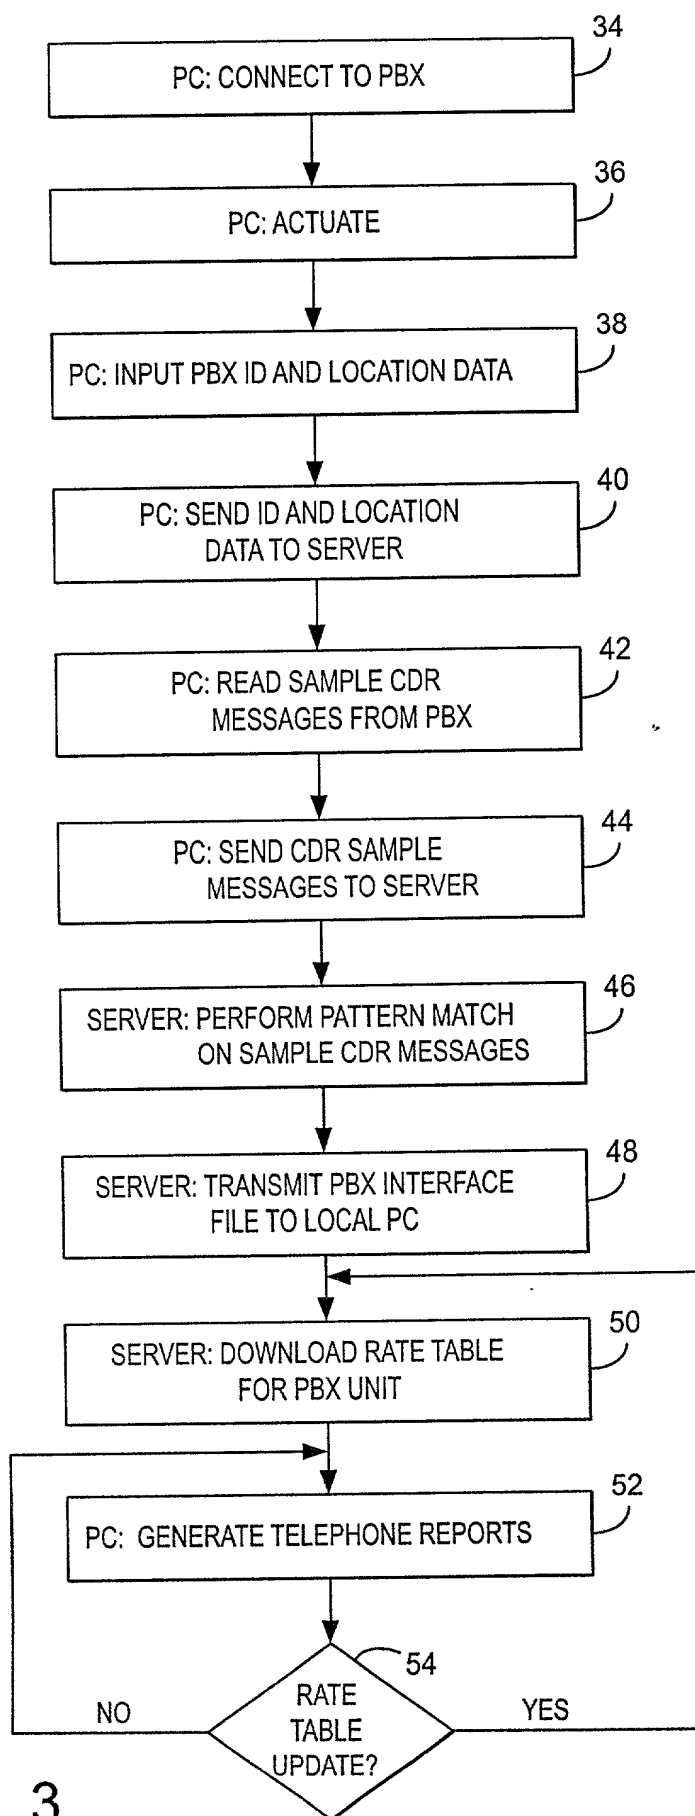 34
PC: CONNECT TO PBX
36
PC: ACTUATE
38
PC: INPUT PBX ID AND LOCATION DATA
40
PC: SEND ID AND LOCATION
DATA TO SERVER
42
PC: READ SAMPLE CDR
MESSAGES FROM PBX
44
PC: SEND CDR SAMPLE
MESSAGES TO SERVER
46
SERVER: PERFORM PATTERN MATCH
ON SAMPLE CDR MESSAGES
48
SERVER: TRANSMIT PBX INTERFACE
FILE TO LOCAL PC
50
SERVER: DOWNLOAD RATE TABLE
FOR PBX UNIT
52
PC: GENERATE TELEPHONE REPORTS
54
RATE
TABLE
UPDATE?
NO
YES
3